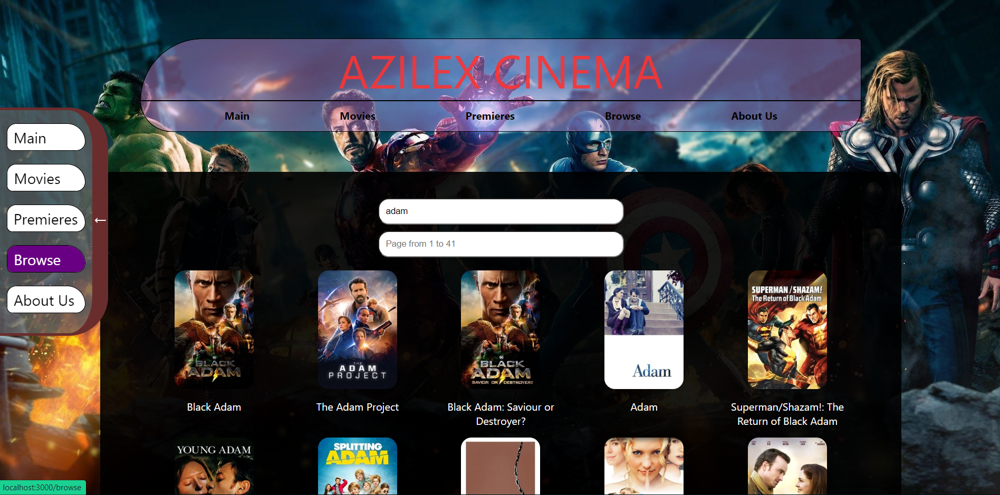 AZILEX CINEMA
Main
Movies
Premieres
Browse
About Us
Main
Movies
Premieres
←
Browse
About Us
adam
Page from 1 to 41
BLACK
ADAM
THE
ADAM
PROJECT
DC
BLACK
ADAM
SAVIOR OR DESTROYER?
Adam
SUPERMAN/SHAZAM!
The Return of Black Adam
Black Adam
The Adam Project
Black Adam: Saviour or
Destroyer?
Adam
Superman/Shazam!: The
Return of Black Adam
YOUNG ADAM
SPLITTING
ADAM
localhost:3000/browse